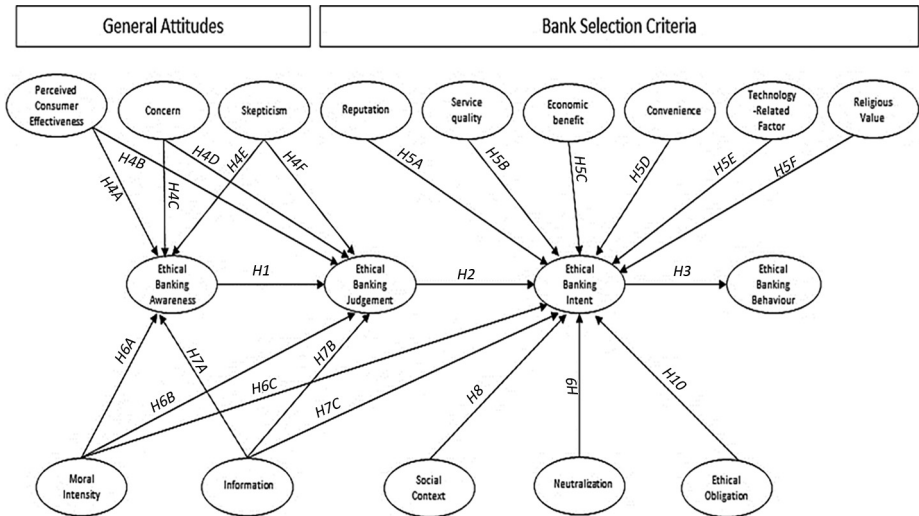 General Attitudes
Bank Selection Criteria
Perceived
Consumer
Effectiveness
Concern
Skepticism
Reputation
Service
quality
Economic
benefit
Convenience
Technology
-Related
Factor
Religious
Value
H4B
H4A
H4C
H4D
H4E
H4F
H5A
H5B
H5C
H5D
H5E
H5F
Ethical
Banking
Awareness
H1
Ethical
Banking
Judgement
H2
Ethical
Banking
Intent
H3
Ethical
Banking
Behaviour
H6A
H7A
H6B
H7B
H6C
H7C
H8
H9
H10
Moral
Intensity
Information
Social
Context
Neutralization
Ethical
Obligation